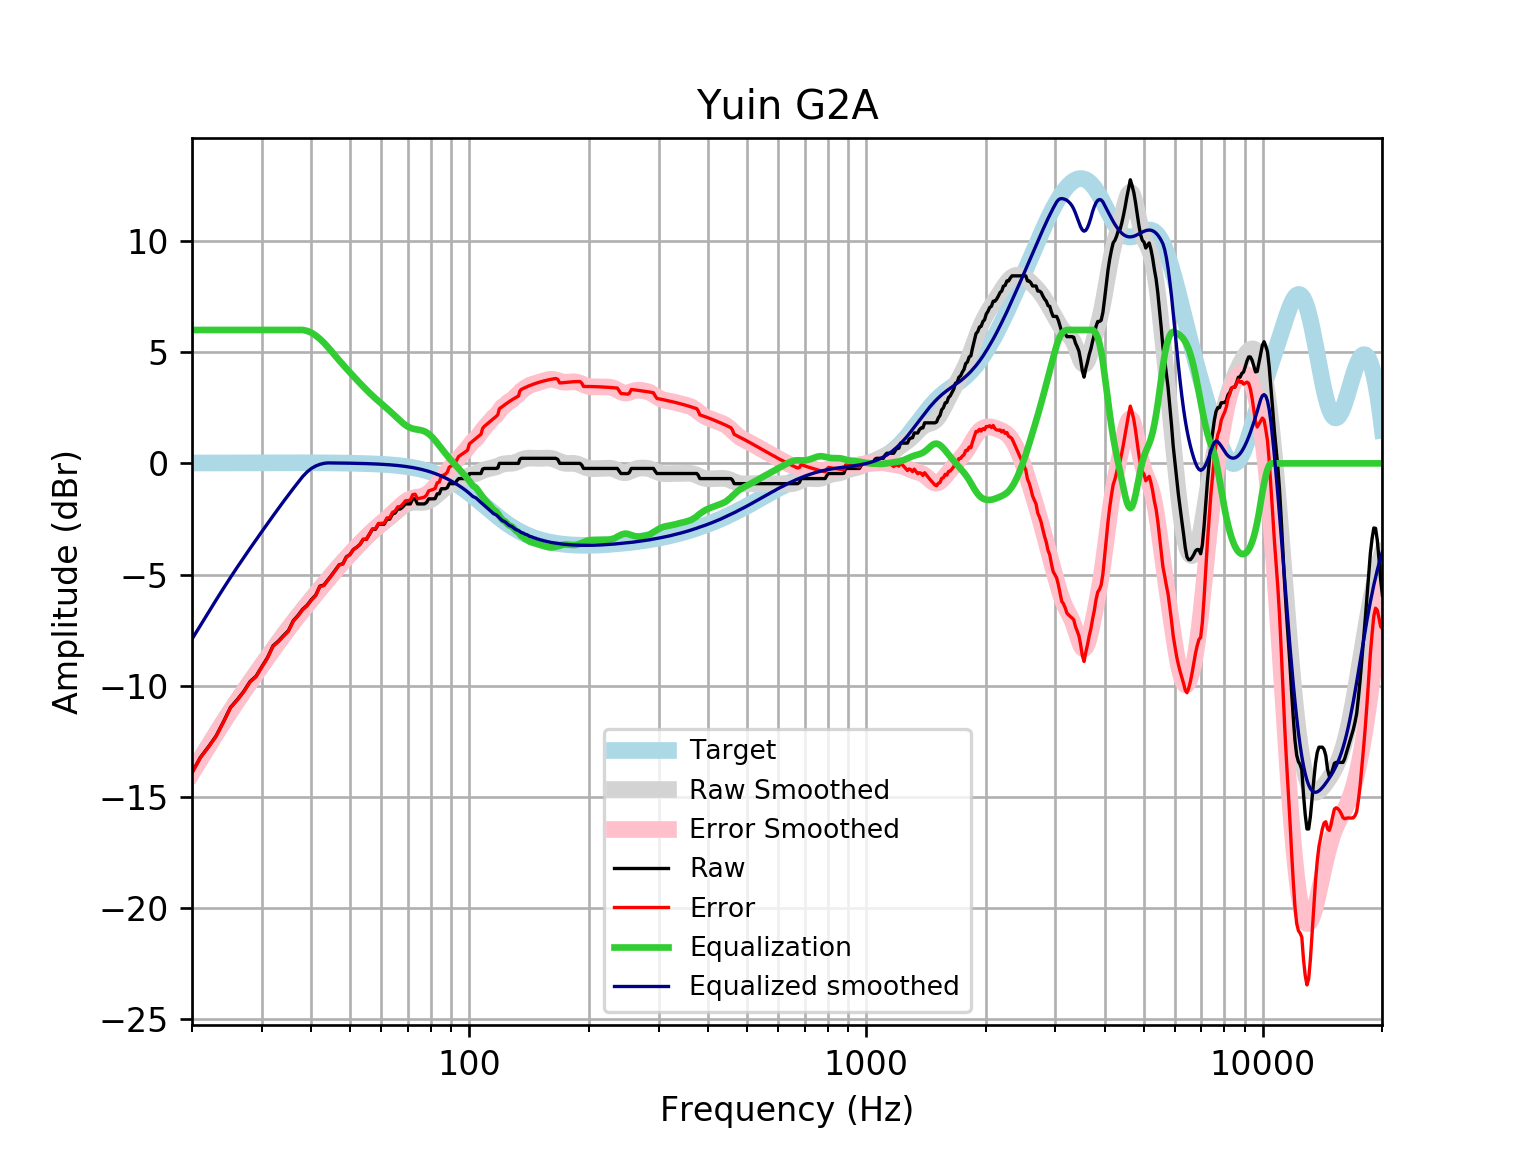 Yuin G2A
Amplitude (dBr)
10
5
0
−5
−10
−15
−20
−25
Target
Raw Smoothed
Error Smoothed
Raw
Error
Equalization
Equalized smoothed
100
1000
10000
Frequency (Hz)